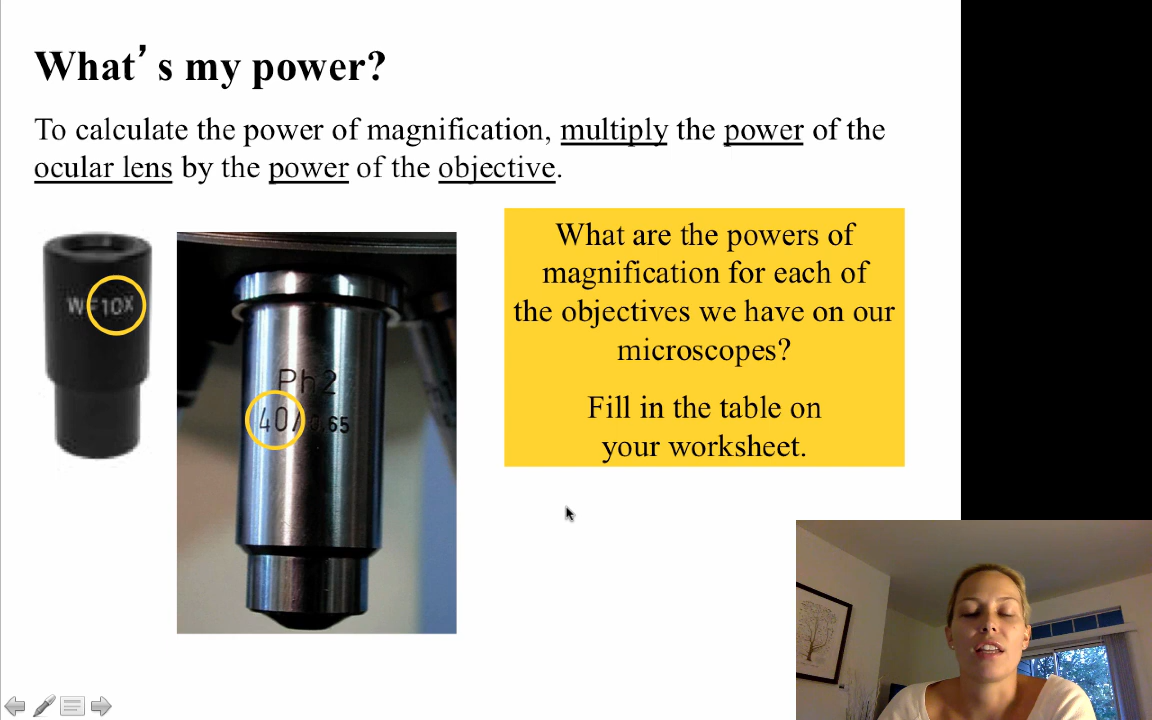 What's my power?
To calculate the power of magnification, multiply the power of the
ocular lens by the power of the objective.
WF10X
Ph2
40/0,65
What are the powers of
magnification for each of
the objectives we have on our
microscopes?
Fill in the table on
your worksheet.